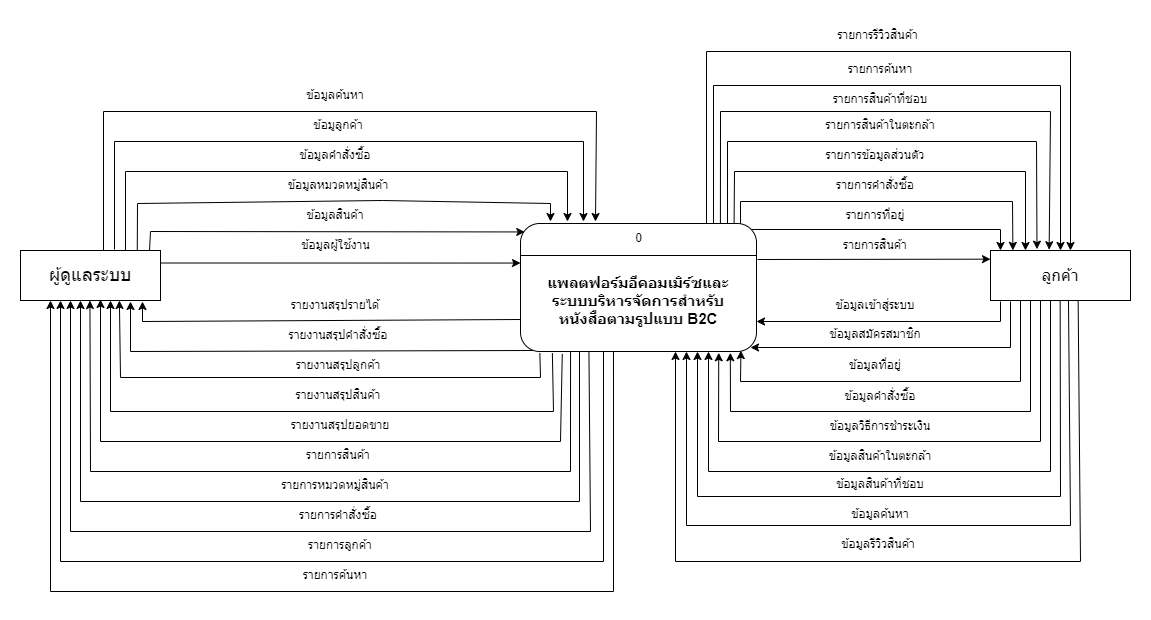 รายการรีวิวสินค้า
รายการค้นหา
รายการสินค้าที่ชอบ
รายการสินค้าในตะกล้า
รายการข้อมูลส่วนตัว
รายการคำสั่งซื้อ
รายการที่อยู่
รายการสินค้า
ข้อมูลค้นหา
ข้อมูลูกค้า
ข้อมูลคำสั่งซื้อ
ข้อมูลหมวดหมู่สินค้า
ข้อมูลสินค้า
ข้อมูลผู้ใช้งาน
ผู้ดูแลระบบ
0
แพลตฟอร์มอีคอมเมิร์ซและ
ระบบบริหารจัดการสำหรับ
หนังสือตามรูปแบบ B2C
ลูกค้า
รายงานสรุปรายได้
รายงานสรุปคำสั่งซื้อ
รายงานสรุปลูกค้า
รายงานสรุปสินค้า
รายงานสรุปยอดขาย
รายการสินค้า
รายการหมวดหมู่สินค้า
รายการคำสั่งซื้อ
รายการลูกค้า
รายการค้นหา
ข้อมูลเข้าสู่ระบบ
ข้อมูลสมัครสมาชิก
ข้อมูลที่อยู่
ข้อมูลคำสั่งซื้อ
ข้อมูลวิธีการชำระเงิน
ข้อมูลสินค้าในตะกล้า
ข้อมูลสินค้าที่ชอบ
ข้อมูลค้นหา
ข้อมูลรีวิวสินค้า